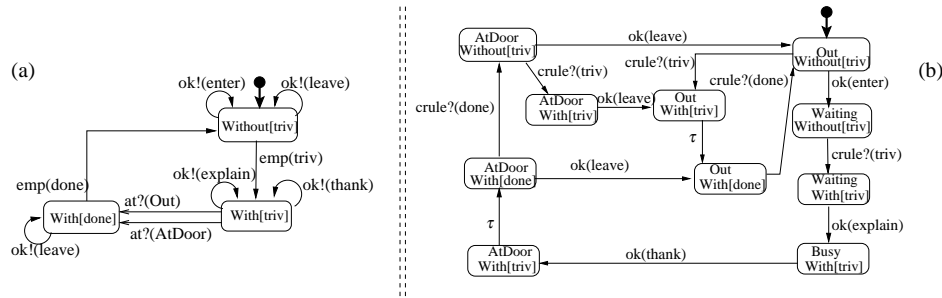 (a)
ok!(enter)
ok!(leave)
Without[triv]
emp(triv)
ok!(explain)
ok!(thank)
emp(done)
at?(Out)
With[done]
With[triv]
at?(AtDoor)
ok!(leave)
AtDoor
Without[triv]
ok(leave)
Out
Without[triv]
(b)
crule?(triv)
crule?(triv)
crule?(done)
ok(enter)
crule?(done)
AtDoor
With[triv]
ok(leave)
Out
With[triv]
Waiting
Without[triv]
τ
crule?(triv)
AtDoor
With[done]
ok(leave)
Out
With[done]
Waiting
With[triv]
τ
ok(explain)
AtDoor
With[triv]
ok(thank)
Busy
With[triv]